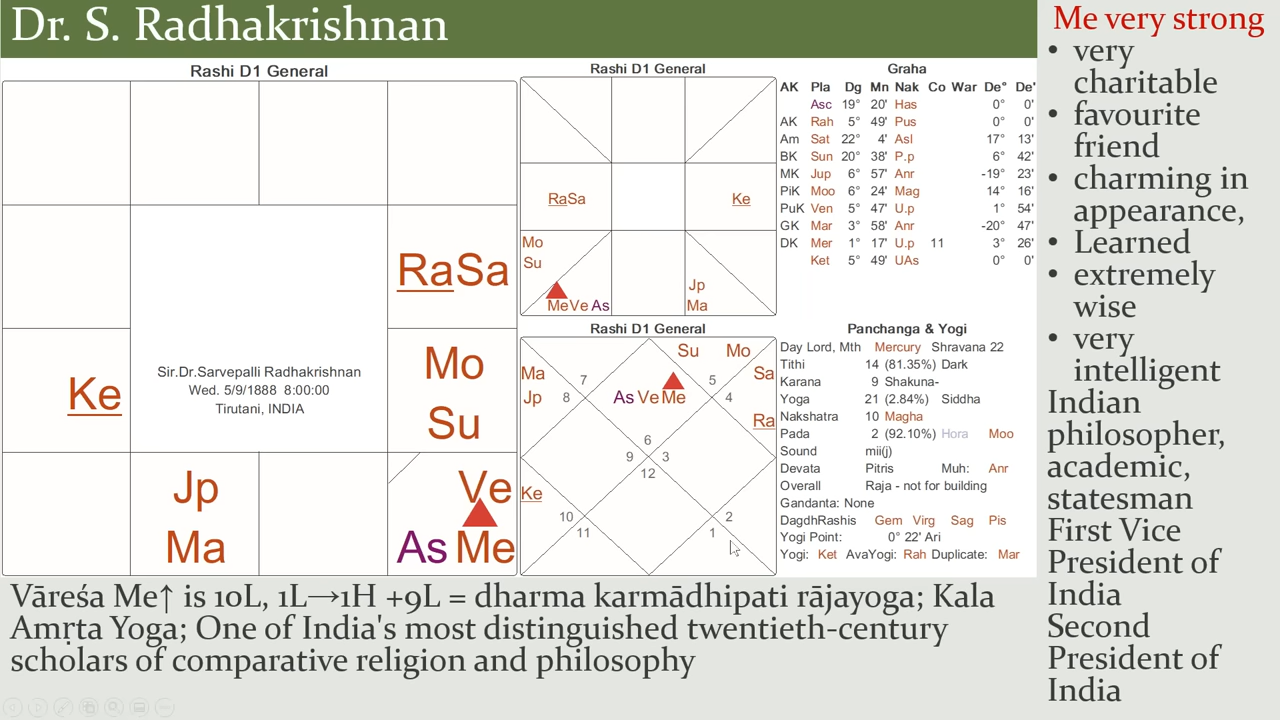 Dr. S. Radhakrishnan
Rashi D1 General
RaSa
Mo
Su
Ke
Sir.Dr.Sarvepalli Radhakrishnan
Wed. 5/9/1888 8:00:00
Tirutani, INDIA
Jp
Ma
Ve
As Me
Rashi D1 General
RaSa
Ke
Mo
Su
MeVe As
Jp
Ma
Rashi D1 General
Su Mo
Ma
Jp
7
8
As Ve Me
5
4
Sa
Ra
6
9 3
12
Ke
10
11
2
1
Graha
AK Pla Dg Mn Nak Co War De° De'
Asc 19° 20' Has 0° 0'
AK Rah 5° 49' Pus 0° 0'
Am Sat 22° 4' Asl 17° 13'
BK Sun 20° 38' P.p 6° 42'
MK Jup 6° 57' Anr -19° 23'
PiK Moo 6° 24' Mag 14° 16'
PuK Ven 5° 47' U.p 1° 54'
GK Mar 3° 58' Anr -20° 47'
DK Mer 1° 17' U.p 11 3° 26'
Ket 5° 49' UAs 0° 0'
Panchanga & Yogi
Day Lord, Mth Mercury Shravana 22
Tithi 14 (81.35%) Dark
Karana 9 Shakuna-
Yoga 21 (2.84%) Siddha
Nakshatra 10 Magha
Pada 2 (92.10%) Hora Moo
Sound mii(j)
Devata Pitris Muh: Anr
Overall Raja - not for building
Gandanta: None
DagdhRashis Gem Virg Sag Pis
Yogi Point: 0° 22' Ari
Yogi: Ket AvaYogi: Rah Duplicate: Mar
Me very strong
• very
charitable
• favourite
friend
• charming in
appearance,
• Learned
• extremely
wise
• very
intelligent
Indian
philosopher,
academic,
statesman
First Vice
President of
India
Second
President of
India
Vāreśa Me↑ is 10L, 1L→1H +9L = dharma karmādhipati rājayoga; Kala
Amṛta Yoga; One of India's most distinguished twentieth-century
scholars of comparative religion and philosophy